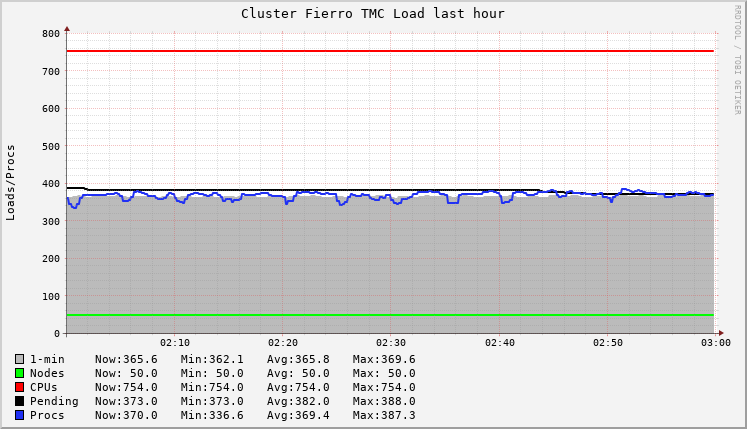 Cluster Fierro TMC Load last hour
RRDTOOL / TOBI OETIKER
Loads/Procs
800
700
600
500
400
300
200
100
0
02:10 02:20 02:30 02:40 02:50 03:00
1-min Now:365.6 Min:362.1 Avg:365.8 Max:369.6
Nodes Now: 50.0 Min: 50.0 Avg: 50.0 Max: 50.0
CPUs Now:754.0 Min:754.0 Avg:754.0 Max:754.0
Pending Now:373.0 Min:373.0 Avg:382.0 Max:388.0
Procs Now:370.0 Min:336.6 Avg:369.4 Max:387.3